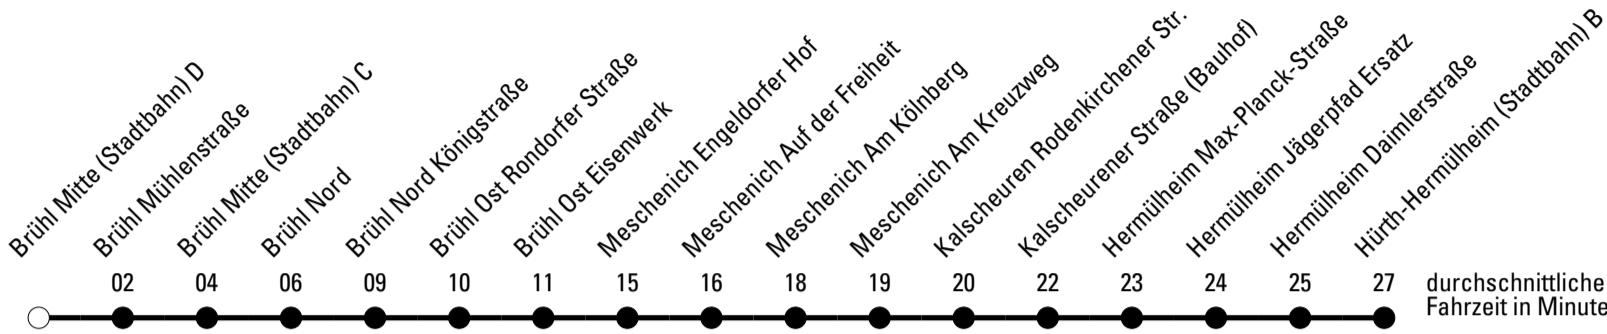 Brühl Mitte (Stadtbahn) D
Brühl Mühlenstraße
Brühl Mitte (Stadtbahn) C
Brühl Nord
Brühl Nord Königstraße
Brühl Ost Rondorfer Straße
Brühl Ost Eisenwerk
Meschenich Engeldorfer Hof
Meschenich Auf der Freiheit
Meschenich Am Kölnberg
Meschenich Am Kreuzweg
Kalscheuren Rodenkirchener Str.
Kalscheurener Straße (Bauhof)
Hermülheim Max-Planck-Straße
Hermülheim Jägerpfad Ersatz
Hermülheim Daimlerstraße
Hürth-Hermülheim (Stadtbahn) B
02 04 06 09 10 11 15 16 18 19 20 22 23 24 25 27
durchschnittliche
Fahrzeit in Minute